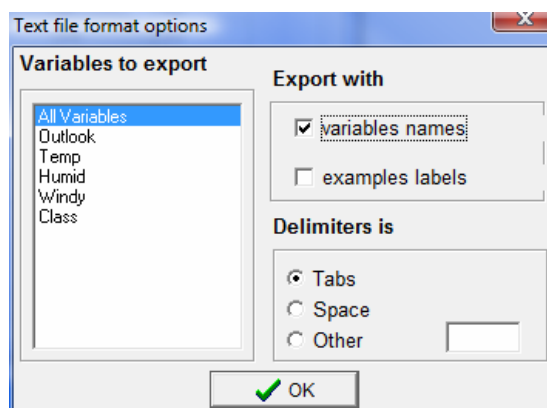 Text file format options
Variables to export
All Variables
Outlook
Temp
Humid
Windy
Class
Export with
variables names
examples labels
Delimiters is
Tabs
Space
Other
OK